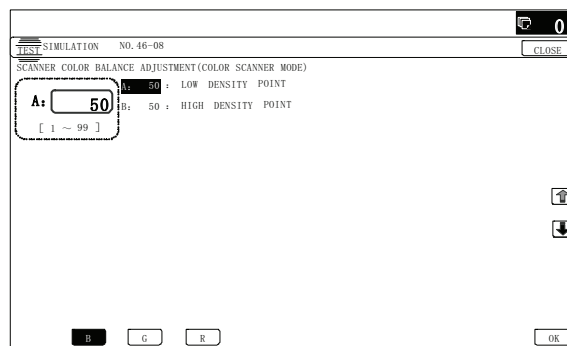 0
TEST SIMULATION NO.46-08 CLOSE
SCANNER COLOR BALANCE ADJUSTMENT(COLOR SCANNER MODE)
A: 50 : LOW DENSITY POINT
A: 50 B: 50 : HIGH DENSITY POINT
[ 1 ~ 99 ]
B G R OK